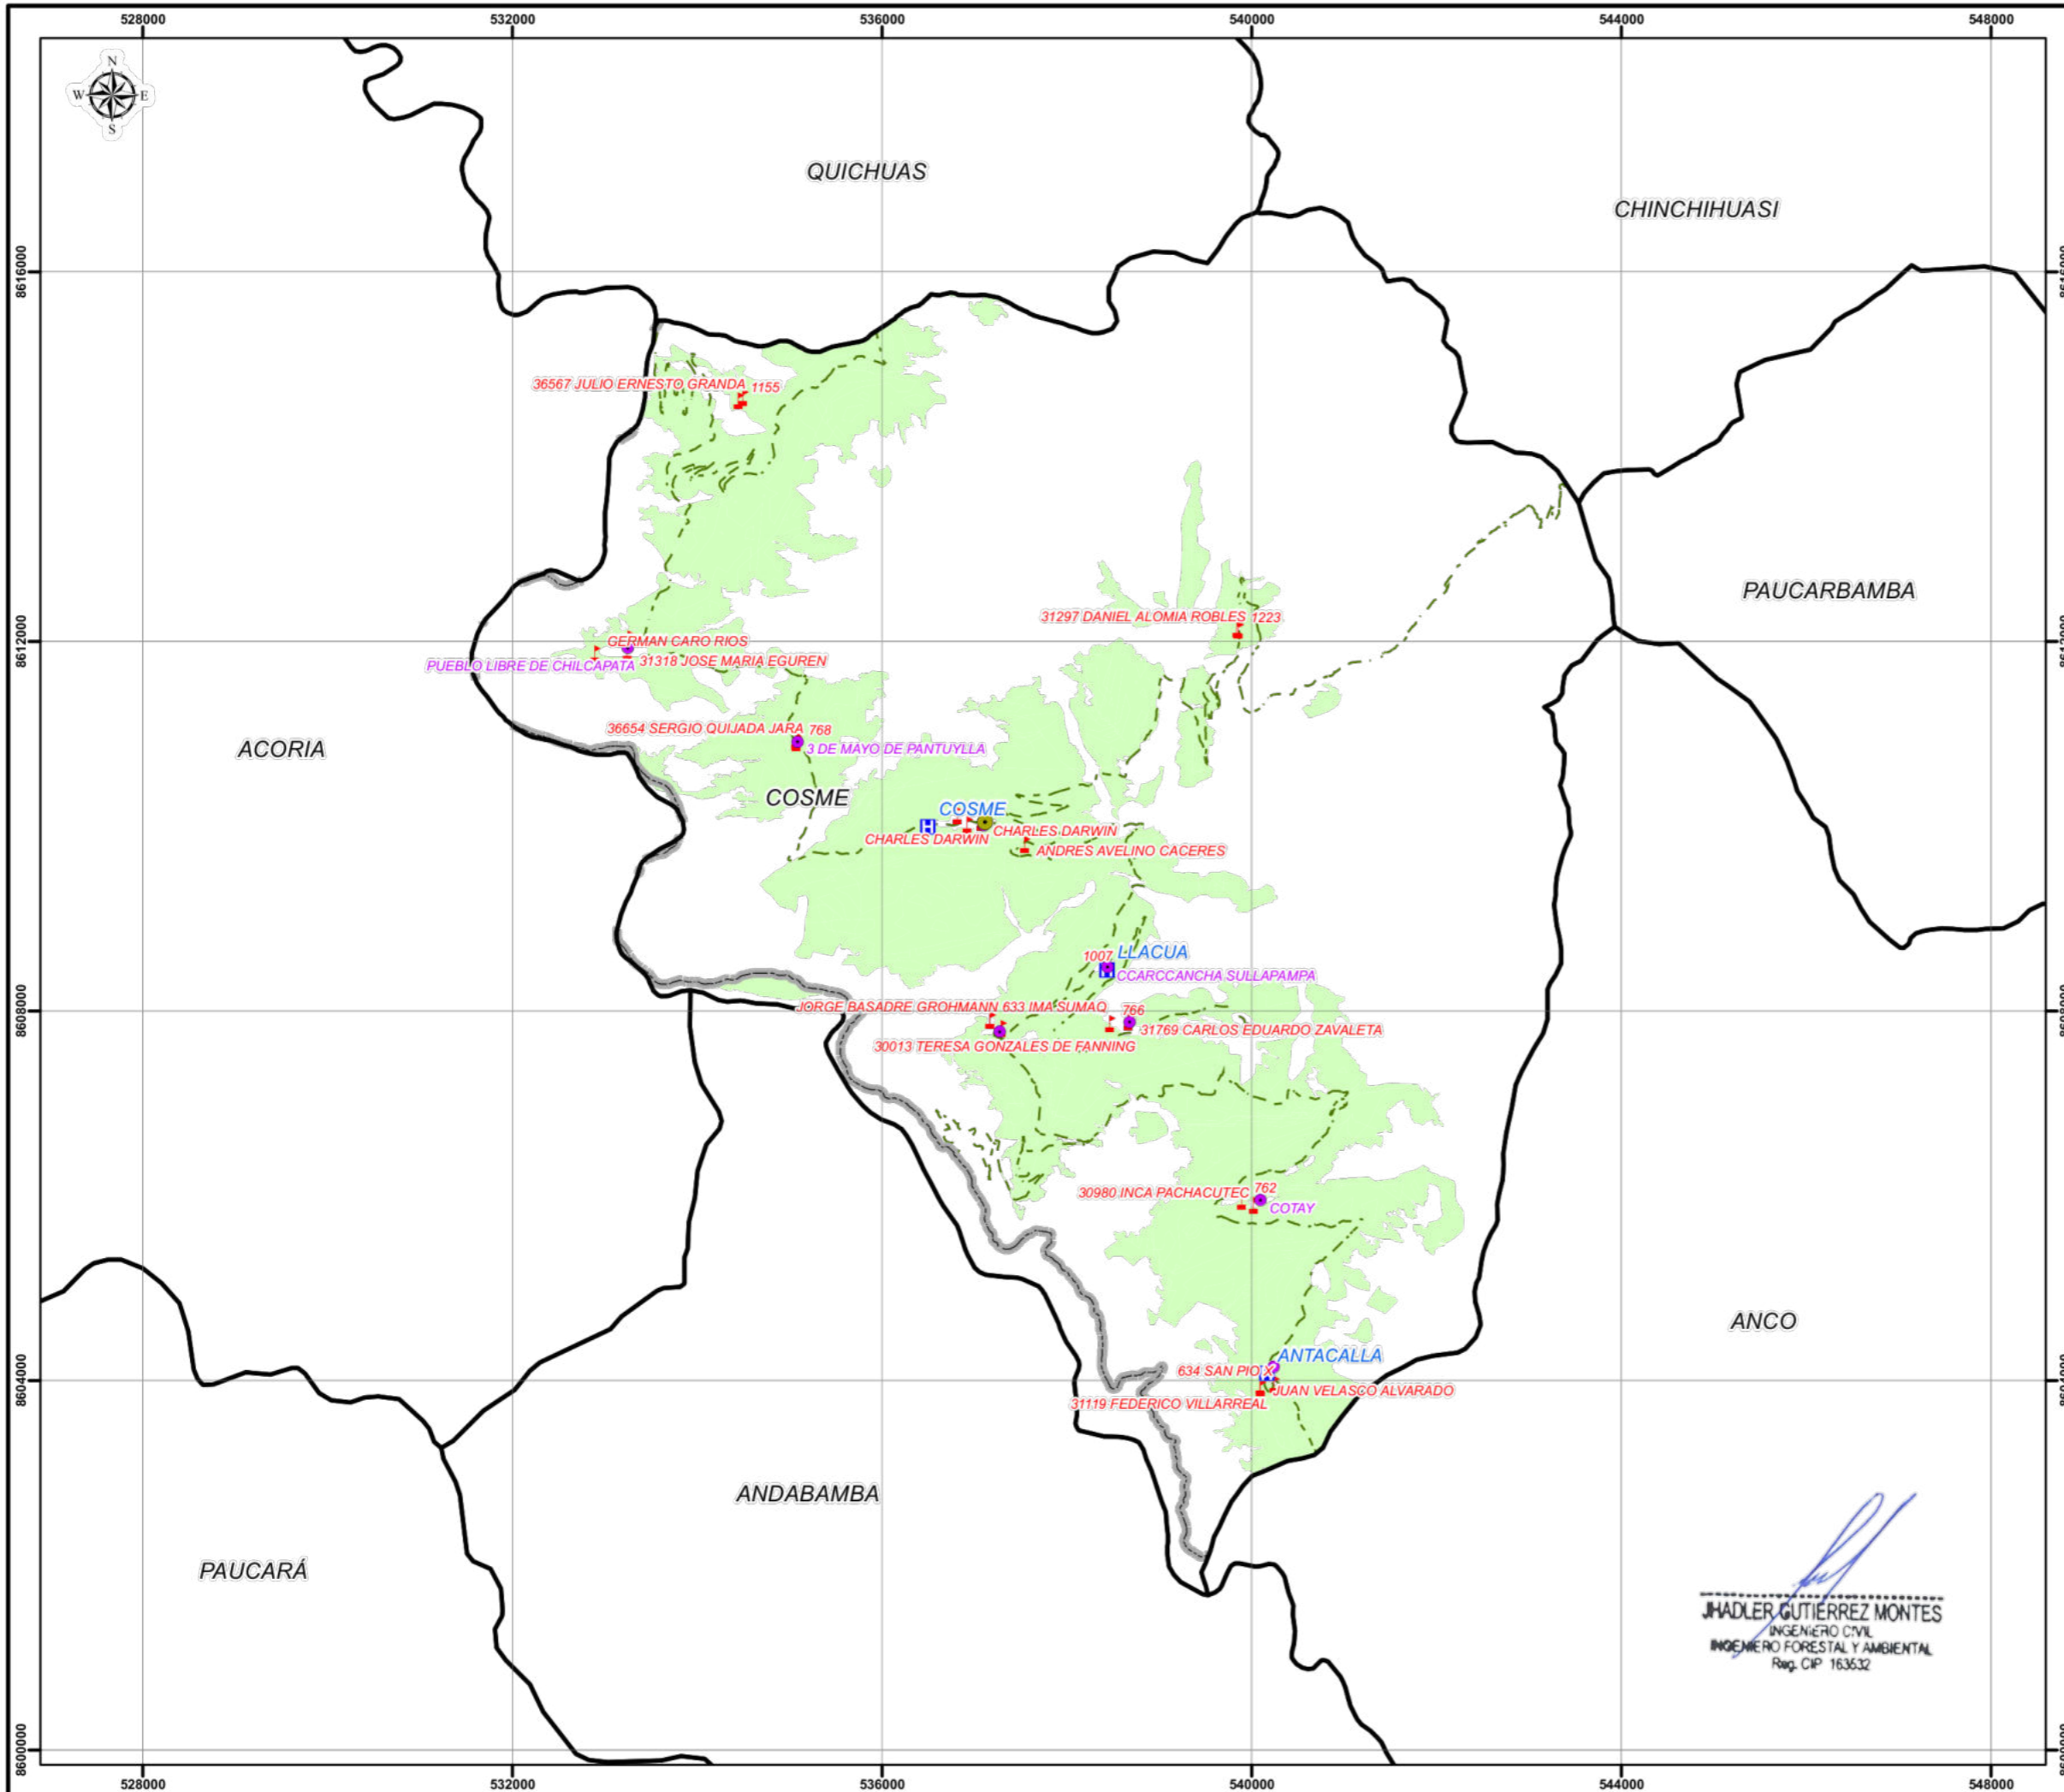 528000 532000 536000 540000 544000 548000
N
W E
S
QUICHUAS
CHINCHIHUASI
8616000
36567 JULIO ERNESTO GRANDA 1155
PAUCARBAMBA
31297 DANIEL ALOMIA ROBLES 1223
8612000
GERMAN CARO RIOS
PUEBLO LIBRE DE CHILCAPATA
31318 JOSE MARIA EGUREN
36654 SERGIO QUIJADA JARA 768
3 DE MAYO DE PANTUYLLA
ACORIA
COSME
COSME
H
CHARLES DARWIN
CHARLES DARWIN
ANDRES AVELINO CACERES
1007
LLACUA
CCARCCANCHA SULLAPAMPA
8608000
JORGE BASADRE GROHMANN 633 IMA SUMAQ
766
31769 CARLOS EDUARDO ZAVALETA
30013 TERESA GONZALES DE FANNING
30980 INCA PACHACUTEC 762
COTAY
ANCO
ANTACALLA
634 SAN PIO X
8604000
JUAN VELASCO ALVARADO
31119 FEDERICO VILLARREAL
ANDABAMBA
PAUCARÁ
JHADLER GUTIERREZ MONTES
INGENIERO CIVIL
INGENIERO FORESTAL Y AMBIENTAL
Reg. CIP 163532
8600000
528000 532000 536000 540000 544000 548000